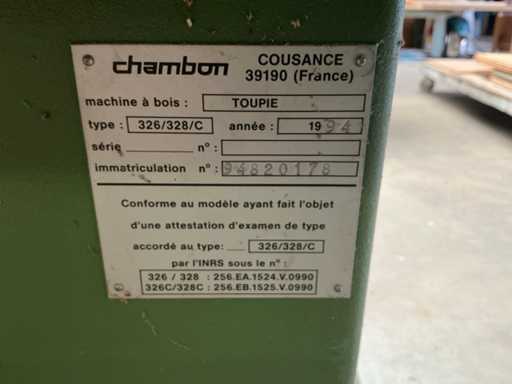 chambon COUSANCE
39190 (France)
machine à bois : TOUPIE
type : 326/328/C année : 1994
série n° :
immatriculation n° : 94820178
Conforme au modèle ayant fait l'objet
d'une attestation d'examen de type
accordé au type: 326/328/C
par l'INRS sous le n° :
326 / 328 : 256.EA.1524.V.0990
326C/328C : 256.EB.1525.V.0990